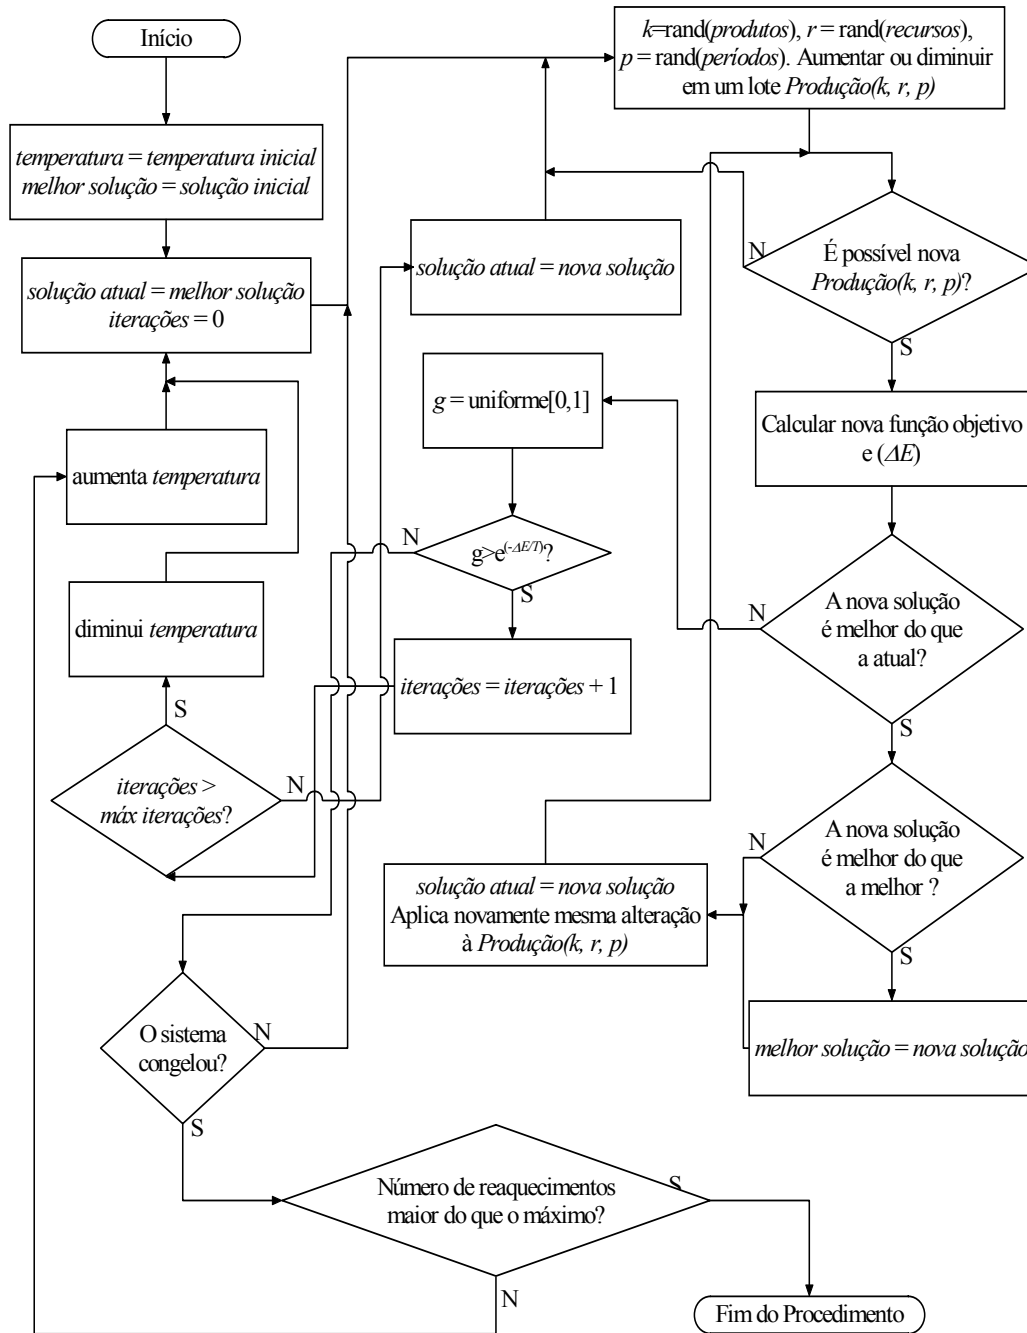 Início
k=rand(produtos), r = rand(recursos),
p = rand(períodos). Aumentar ou diminuir
em um lote Produção(k, r, p)
temperatura = temperatura inicial
melhor solução = solução inicial
N
É possível nova
Produção(k, r, p)?
S
solução atual = nova solução
solução atual = melhor solução
iterações = 0
g = uniforme[0,1]
Calcular nova função objetivo
e (ΔE)
aumenta temperatura
N
g>e(-ΔE/T)?
S
diminui temperatura
N
A nova solução
é melhor do que
a atual?
S
iterações = iterações + 1
S
iterações >
máx iterações?
N
N
A nova solução
é melhor do que
a melhor ?
S
solução atual = nova solução
Aplica novamente mesma alteração
à Produção(k, r, p)
O sistema
congelou?
N
S
melhor solução = nova solução
Número de reaquecimentos
maior do que o máximo?
S
N
Fim do Procedimento